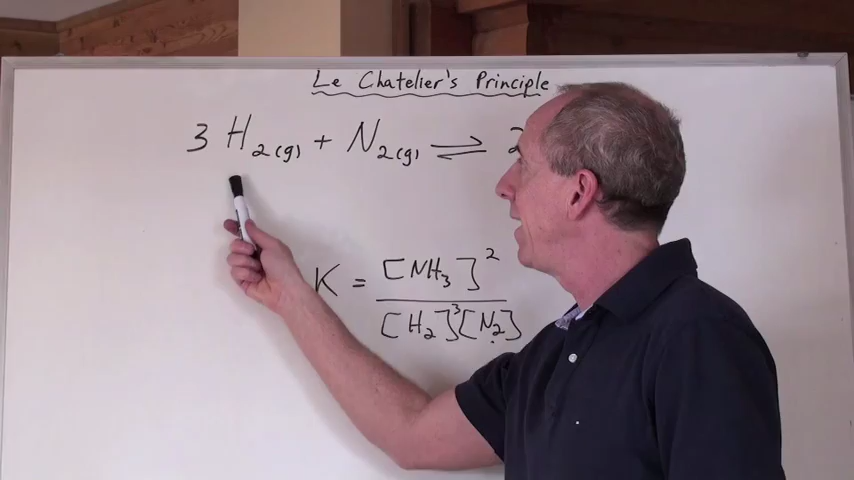 Le Chatelier's Principle
3 H₂(g) + N₂(g) ⇌ 2
K = [NH₃]²
[H₂]³[N₂]